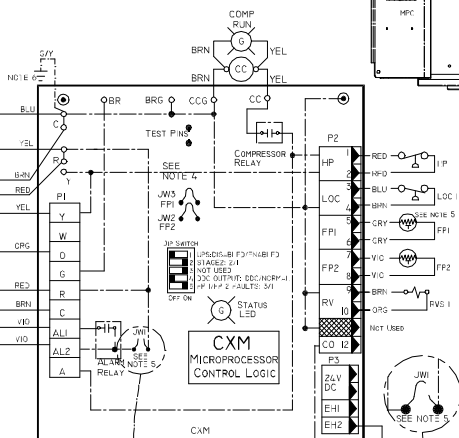 COMP
RUN
MPC
G
BRN
YEL
CC
G/Y
BRN
YEL
NOTE 6
BR
BRG
CCG
CC
BLU
C
TEST PINS
P2
YEL
COMPRESSOR
RELAY
HP
1
RED
HP
R
SEE
NOTE 4
2
RED
BRN
Y
3
BLU
RED
JW3
FP1
LOC
LOC
P1
4
BRN
YEL
Y
JW2
FP2
5
GRY
SEE NOTE 5
W
FP1
FP1
6
GRY
ORG
O
DIP SWITCH
1 UPS:DISABLED/ENABLED
7
VIO
G
2 STAGE2: 2/1
3 NOT USED
FP2
FP2
4 DDC OUTPUT: DDC/NORMAL
8
VIO
RED
R
5 FP1/FP2 FAULTS: 3/1
9
BRN
OFF ON
RV
RVS
BRN
C
G
STATUS
LED
10
ORG
VIO
AL1
JW1
CXM
NOT USED
VIO
AL2
SEE
NOTE 5
MICROPROCESSOR
CONTROL LOGIC
CO 12
ALARM
RELAY
P3
A
24V
DC
JW1
EH1
SEE NOTE 5
EH2
CXM